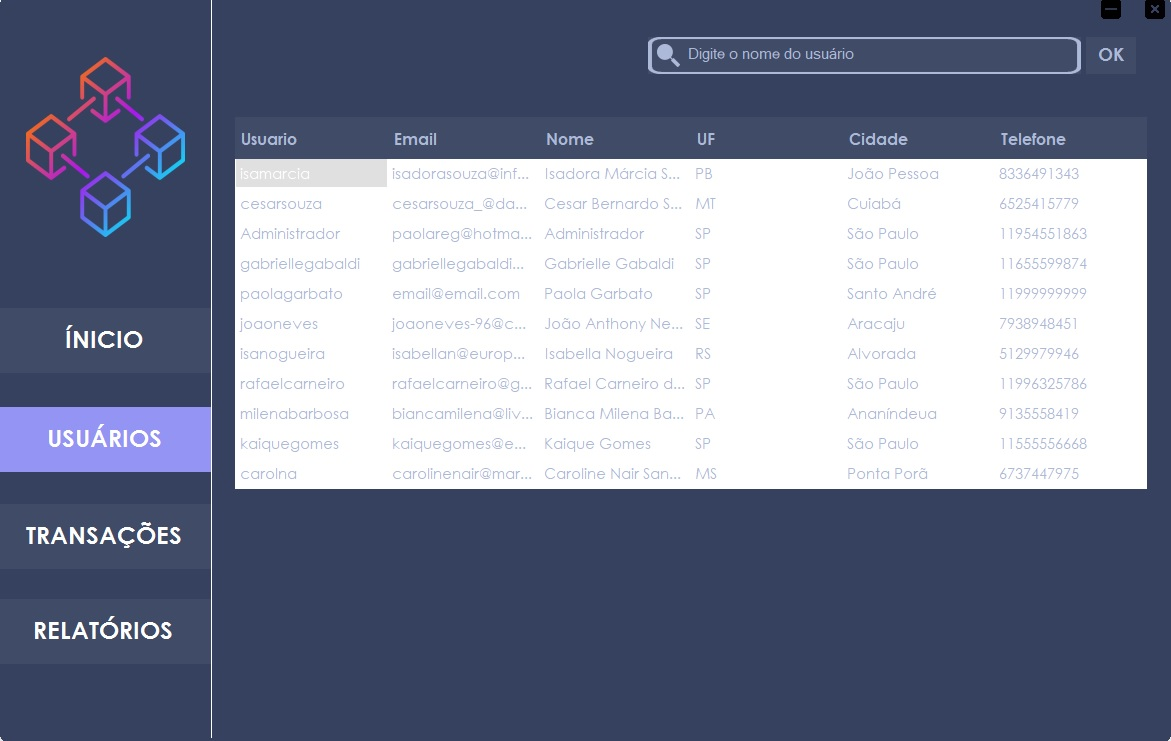 Digite o nome do usuário OK
Usuario Email Nome UF Cidade Telefone
isamarcia isadorasouza@inf... Isadora Márcia S... PB João Pessoa 8336491343
cesarsouza cesarsouza_@da... Cesar Bernardo S... MT Cuiabá 6525415779
Administrador paolareg@hotma... Administrador SP São Paulo 11954551863
gabriellegabaldi gabriellegabaldi... Gabrielle Gabaldi SP São Paulo 11655599874
paolagarbato email@email.com Paola Garbato SP Santo André 11999999999
joaoneves joaoneves-96@c... João Anthony Ne... SE Aracaju 7938948451
isanogueira isabellan@europ... Isabella Nogueira RS Alvorada 5129979946
rafaelcarneiro rafaelcarneiro@g... Rafael Carneiro d... SP São Paulo 11996325786
milenabarbosa biancamilena@liv... Bianca Milena Ba... PA Ananíndeua 9135558419
kaiquegomes kaiquegomes@e... Kaique Gomes SP São Paulo 11555556668
carolna carolinenair@mar... Caroline Nair San... MS Ponta Porã 6737447975
ÍNICIO
USUÁRIOS
TRANSAÇÕES
RELATÓRIOS